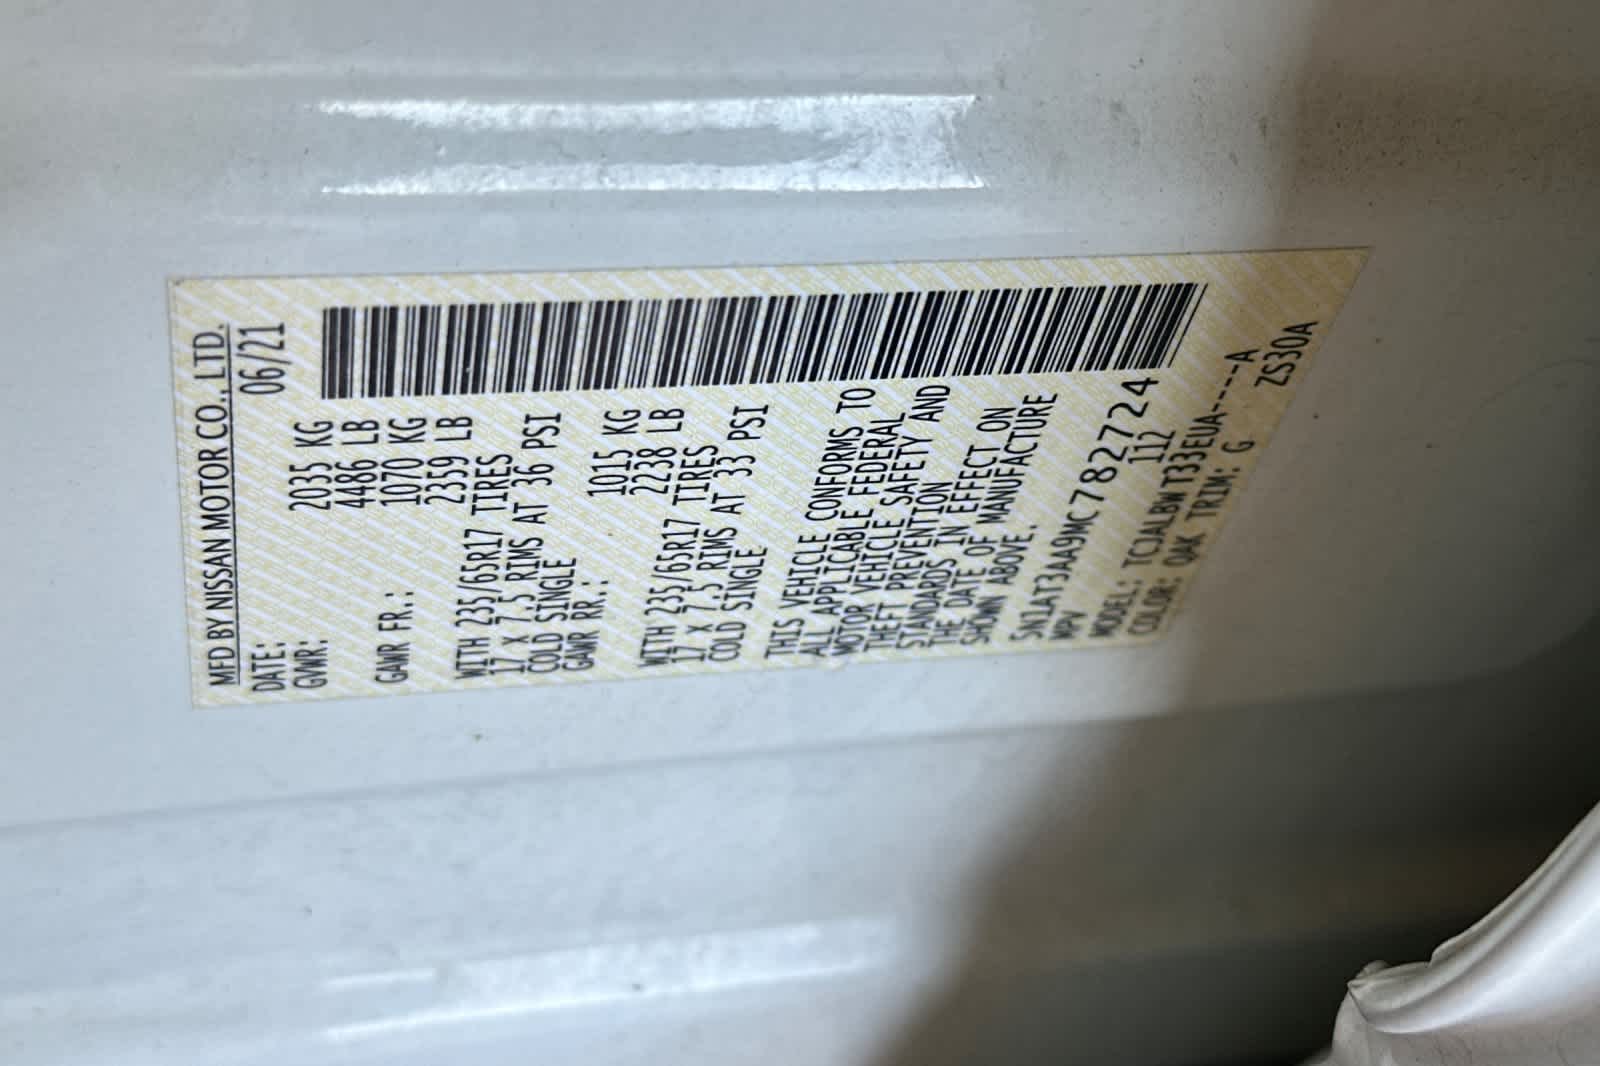 MFD BY NISSAN MOTOR CO., LTD.
DATE: 06/21
GVWR: 2035 KG
4486 LB
GAWR FR.: 1070 KG
2359 LB
WITH 235/65R17 TIRES
17 X 7.5 RIMS AT 36 PSI
COLD SINGLE
GAWR RR.: 1015 KG
2238 LB
WITH 235/65R17 TIRES
17 X 7.5 RIMS AT 33 PSI
COLD SINGLE
THIS VEHICLE CONFORMS TO
ALL APPLICABLE FEDERAL
MOTOR VEHICLE SAFETY AND
THEFT PREVENTION
STANDARDS IN EFFECT ON
THE DATE OF MANUFACTURE
SHOWN ABOVE.
5N1AT3AA9MC782724
MPV 112
MODEL: TCJALBW T33EUA----A
COLOR: QAK TRIM: G ZS30A